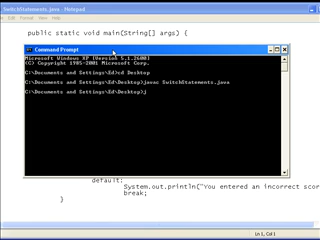 SwitchStatements.java - Notepad
File Edit Format View Help
public static void main(String[] args) {
Command Prompt
Microsoft Windows XP [Version 5.1.2600]
(C) Copyright 1985-2001 Microsoft Corp.
C:\Documents and Settings\Ed>cd Desktop
C:\Documents and Settings\Ed\Desktop>javac SwitchStatements.java
C:\Documents and Settings\Ed\Desktop>j
default:
System.out.println("You entered an incorrect scor
break;
}
Ln 1, Col 1